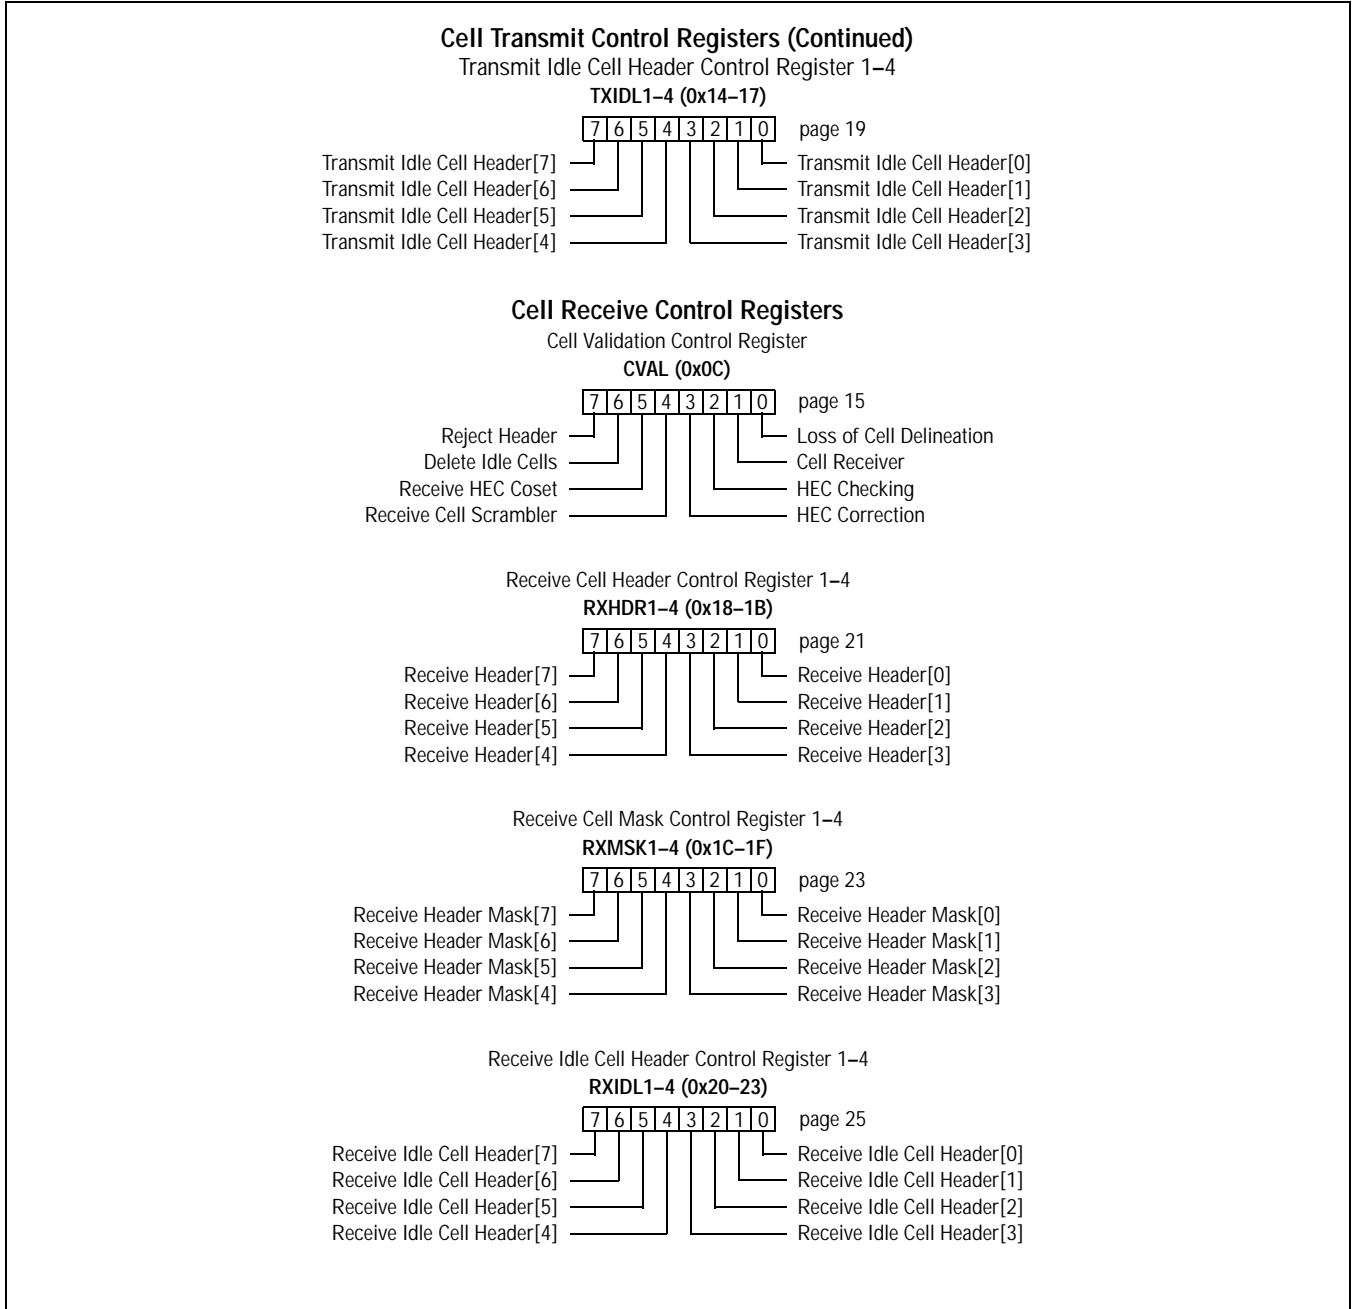 Cell Transmit Control Registers (Continued)
Transmit Idle Cell Header Control Register 1–4
TXIDL1–4 (0x14–17)
7 6 5 4 3 2 1 0 page 19
Transmit Idle Cell Header[7] Transmit Idle Cell Header[0]
Transmit Idle Cell Header[6] Transmit Idle Cell Header[1]
Transmit Idle Cell Header[5] Transmit Idle Cell Header[2]
Transmit Idle Cell Header[4] Transmit Idle Cell Header[3]
Cell Receive Control Registers
Cell Validation Control Register
CVAL (0x0C)
7 6 5 4 3 2 1 0 page 15
Reject Header Loss of Cell Delineation
Delete Idle Cells Cell Receiver
Receive HEC Coset HEC Checking
Receive Cell Scrambler HEC Correction
Receive Cell Header Control Register 1–4
RXHDR1–4 (0x18–1B)
7 6 5 4 3 2 1 0 page 21
Receive Header[7] Receive Header[0]
Receive Header[6] Receive Header[1]
Receive Header[5] Receive Header[2]
Receive Header[4] Receive Header[3]
Receive Cell Mask Control Register 1–4
RXMSK1–4 (0x1C–1F)
7 6 5 4 3 2 1 0 page 23
Receive Header Mask[7] Receive Header Mask[0]
Receive Header Mask[6] Receive Header Mask[1]
Receive Header Mask[5] Receive Header Mask[2]
Receive Header Mask[4] Receive Header Mask[3]
Receive Idle Cell Header Control Register 1–4
RXIDL1–4 (0x20–23)
7 6 5 4 3 2 1 0 page 25
Receive Idle Cell Header[7] Receive Idle Cell Header[0]
Receive Idle Cell Header[6] Receive Idle Cell Header[1]
Receive Idle Cell Header[5] Receive Idle Cell Header[2]
Receive Idle Cell Header[4] Receive Idle Cell Header[3]